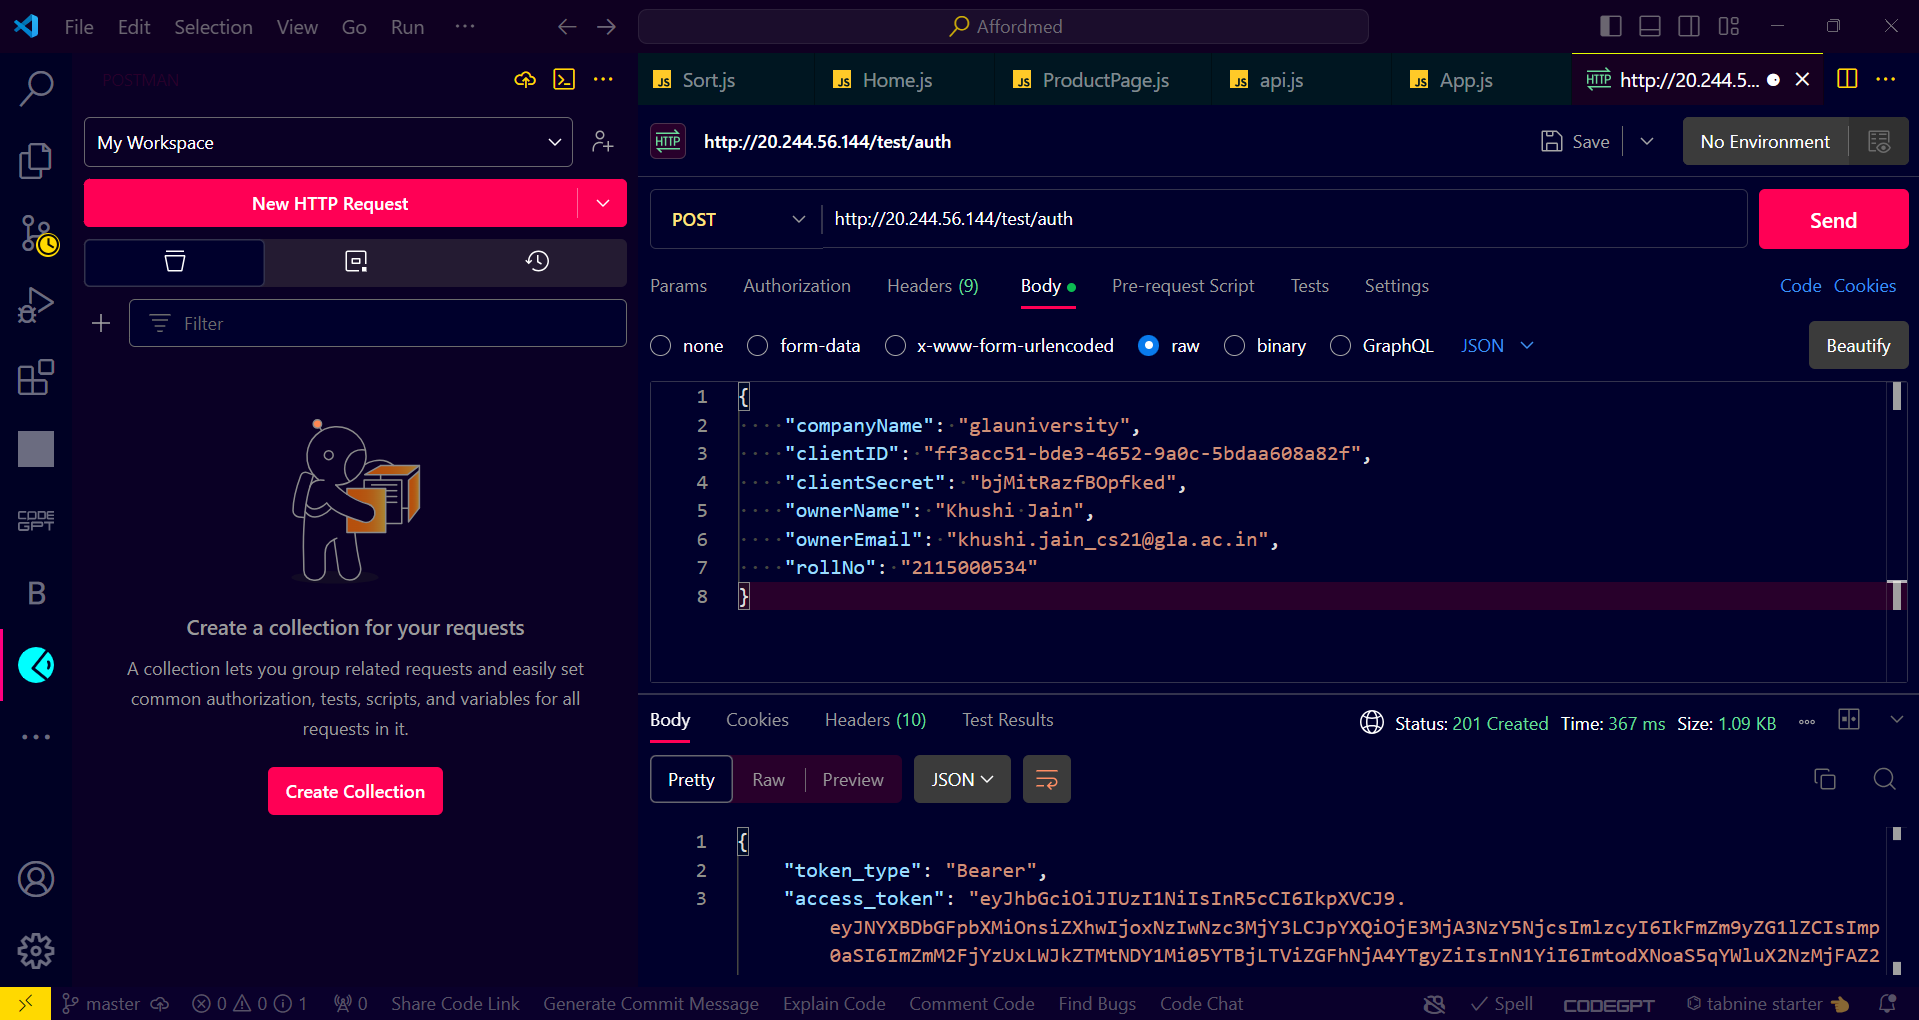 File Edit Selection View Go Run ···
Affordmed
POSTMAN
Sort.js Home.js ProductPage.js api.js App.js http://20.244.5...
My Workspace
New HTTP Request
Filter
Create a collection for your requests
A collection lets you group related requests and easily set
common authorization, tests, scripts, and variables for all
requests in it.
Create Collection
CODE
GPT
B
HTTP http://20.244.56.144/test/auth Save No Environment
POST http://20.244.56.144/test/auth Send
Params Authorization Headers (9) Body Pre-request Script Tests Settings Code Cookies
none form-data x-www-form-urlencoded raw binary GraphQL JSON Beautify
1 {
2 "companyName": "glauniversity",
3 "clientID": "ff3acc51-bde3-4652-9a0c-5bdaa608a82f",
4 "clientSecret": "bjMitRazfBOpfked",
5 "ownerName": "Khushi Jain",
6 "ownerEmail": "khushi.jain_cs21@gla.ac.in",
7 "rollNo": "2115000534"
8 }
Body Cookies Headers (10) Test Results Status: 201 Created Time: 367 ms Size: 1.09 KB
Pretty Raw Preview JSON
1 {
2 "token_type": "Bearer",
3 "access_token": "eyJhbGciOiJIUzI1NiIsInR5cCI6IkpXVCJ9.
eyJNYXBDbGFpbXMiOnsiZXhwIjoxNzIwNzc3MjY3LCJpYXQiOjE3MjA3NzY5NjcsImlzcyI6IkFmZm9yZG1lZCIsImp
0aSI6ImZmM2FjYzUxLWJkZTMtNDY1Mi05YTBjLTViZGFhNjA4YTgyZiIsInN1YiI6ImtodXNoaS5qYWluX2NzMjFAZ2
master 0 0 1 0 Share Code Link Generate Commit Message Explain Code Comment Code Find Bugs Code Chat Spell CODEGPT tabnine starter